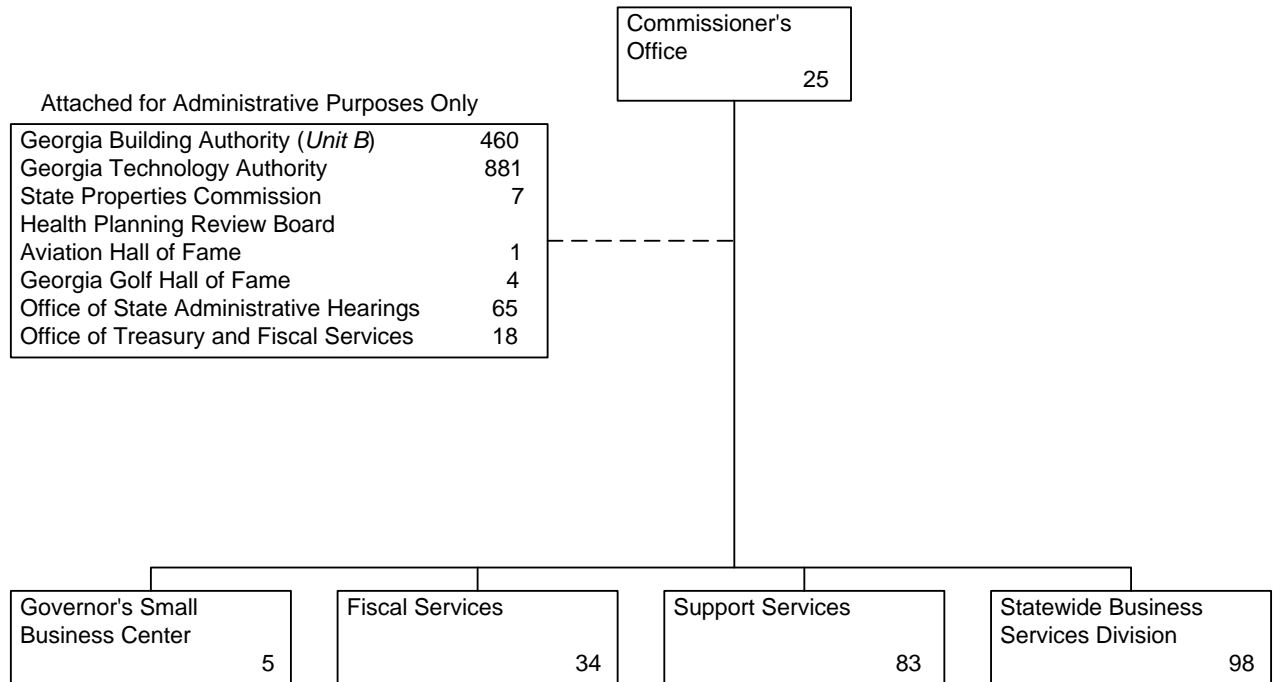 Commissioner's
Office
25
Attached for Administrative Purposes Only
Georgia Building Authority (Unit B) 460
Georgia Technology Authority 881
State Properties Commission 7
Health Planning Review Board
Aviation Hall of Fame 1
Georgia Golf Hall of Fame 4
Office of State Administrative Hearings 65
Office of Treasury and Fiscal Services 18
Governor's Small
Business Center
5
Fiscal Services
34
Support Services
83
Statewide Business
Services Division
98